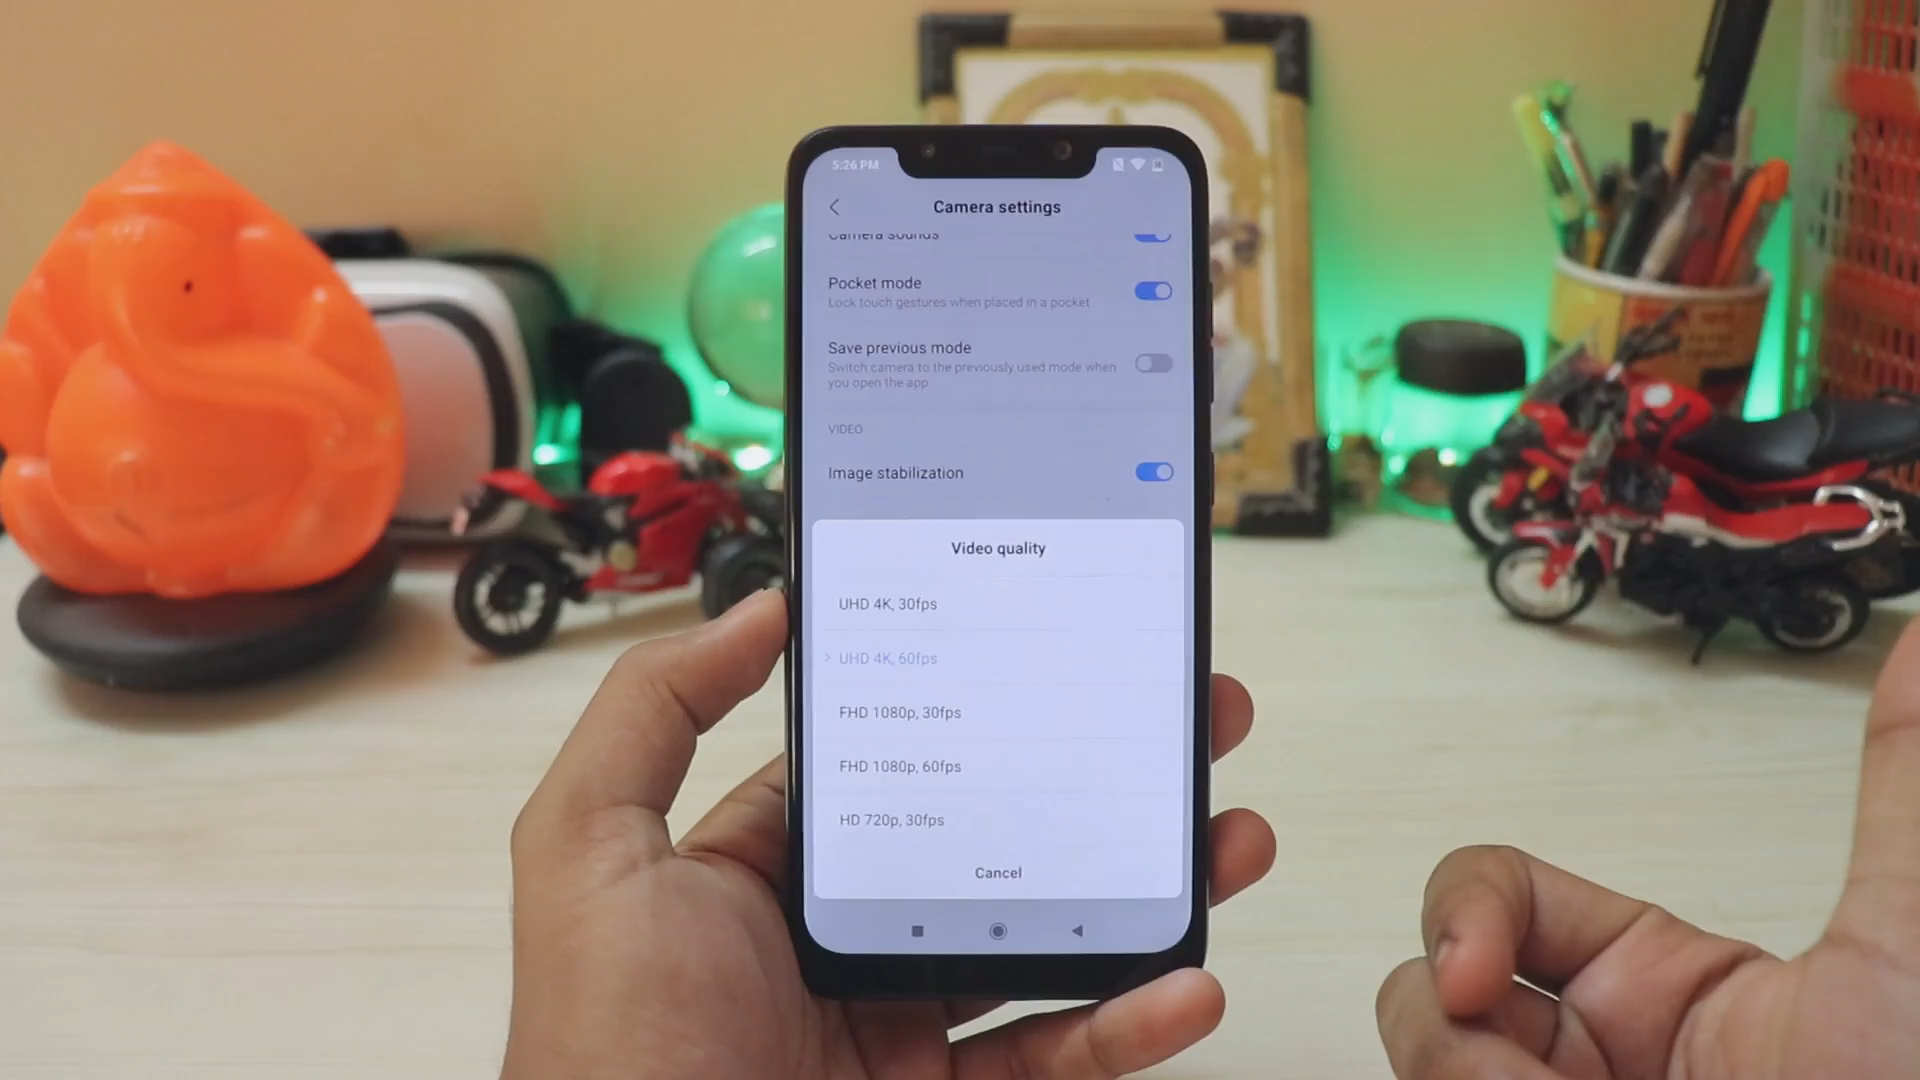 5:26 PM
Camera settings
Camera sounds
Pocket mode
Lock touch gestures when placed in a pocket
Save previous mode
Switch camera to the previously used mode when
you open the app
VIDEO
Image stabilization
Video quality
UHD 4K, 30fps
UHD 4K, 60fps
FHD 1080p, 30fps
FHD 1080p, 60fps
HD 720p, 30fps
Cancel